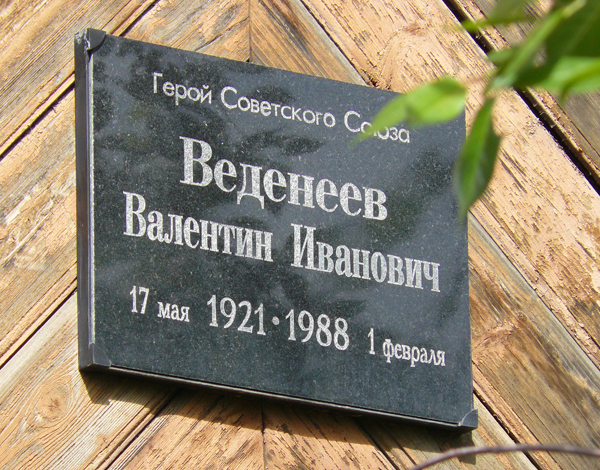 Герой Советского Союза
Веденеев
Валентин Иванович
17 мая 1921·1988 1 февраля